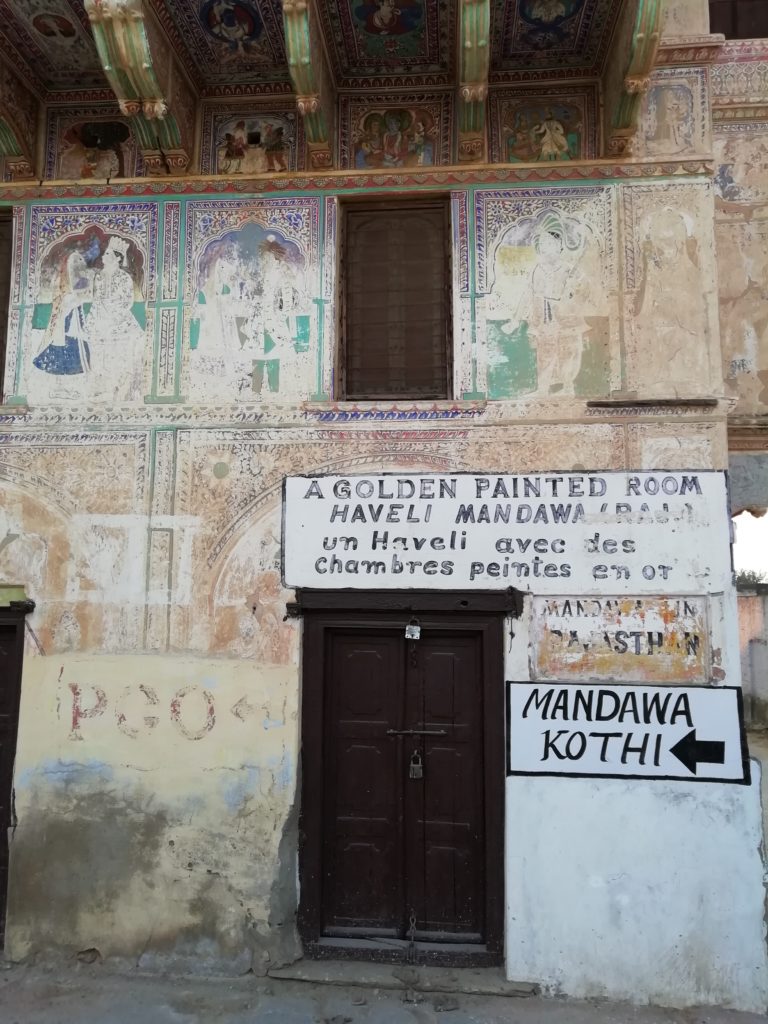 A GOLDEN PAINTED ROOM
HAVELI MANDAWA (RAJ.)
un Haveli avec des
Chambres peintes en or
MANDAWA IN
RAJASTHAN
MANDAWA
KOTHI
PCO